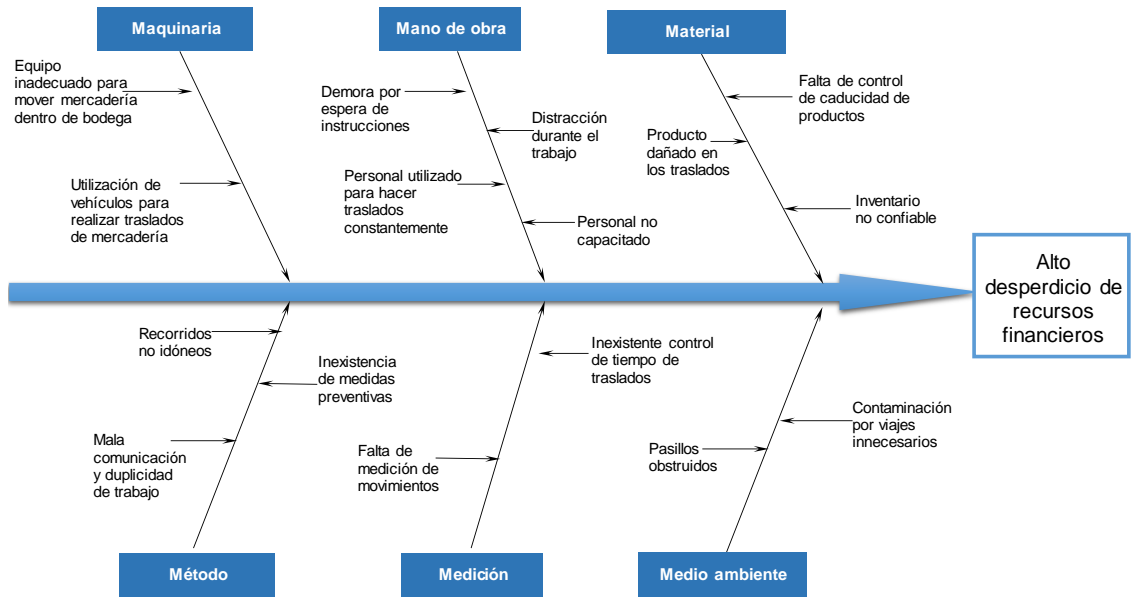 Maquinaria
Mano de obra
Material
Equipo
inadecuado para
mover mercadería
dentro de bodega
Utilización de
vehículos para
realizar traslados
de mercadería
Demora por
espera de
instrucciones
Distracción
durante el
trabajo
Personal utilizado
para hacer
traslados
constantemente
Personal no
capacitado
Falta de control
de caducidad de
productos
Producto
dañado en
los traslados
Inventario
no confiable
Alto
desperdicio de
recursos
financieros
Recorridos
no idóneos
Inexistencia
de medidas
preventivas
Mala
comunicación
y duplicidad
de trabajo
Inexistente control
de tiempo de
traslados
Falta de
medición de
movimientos
Contaminación
por viajes
innecesarios
Pasillos
obstruidos
Método
Medición
Medio ambiente